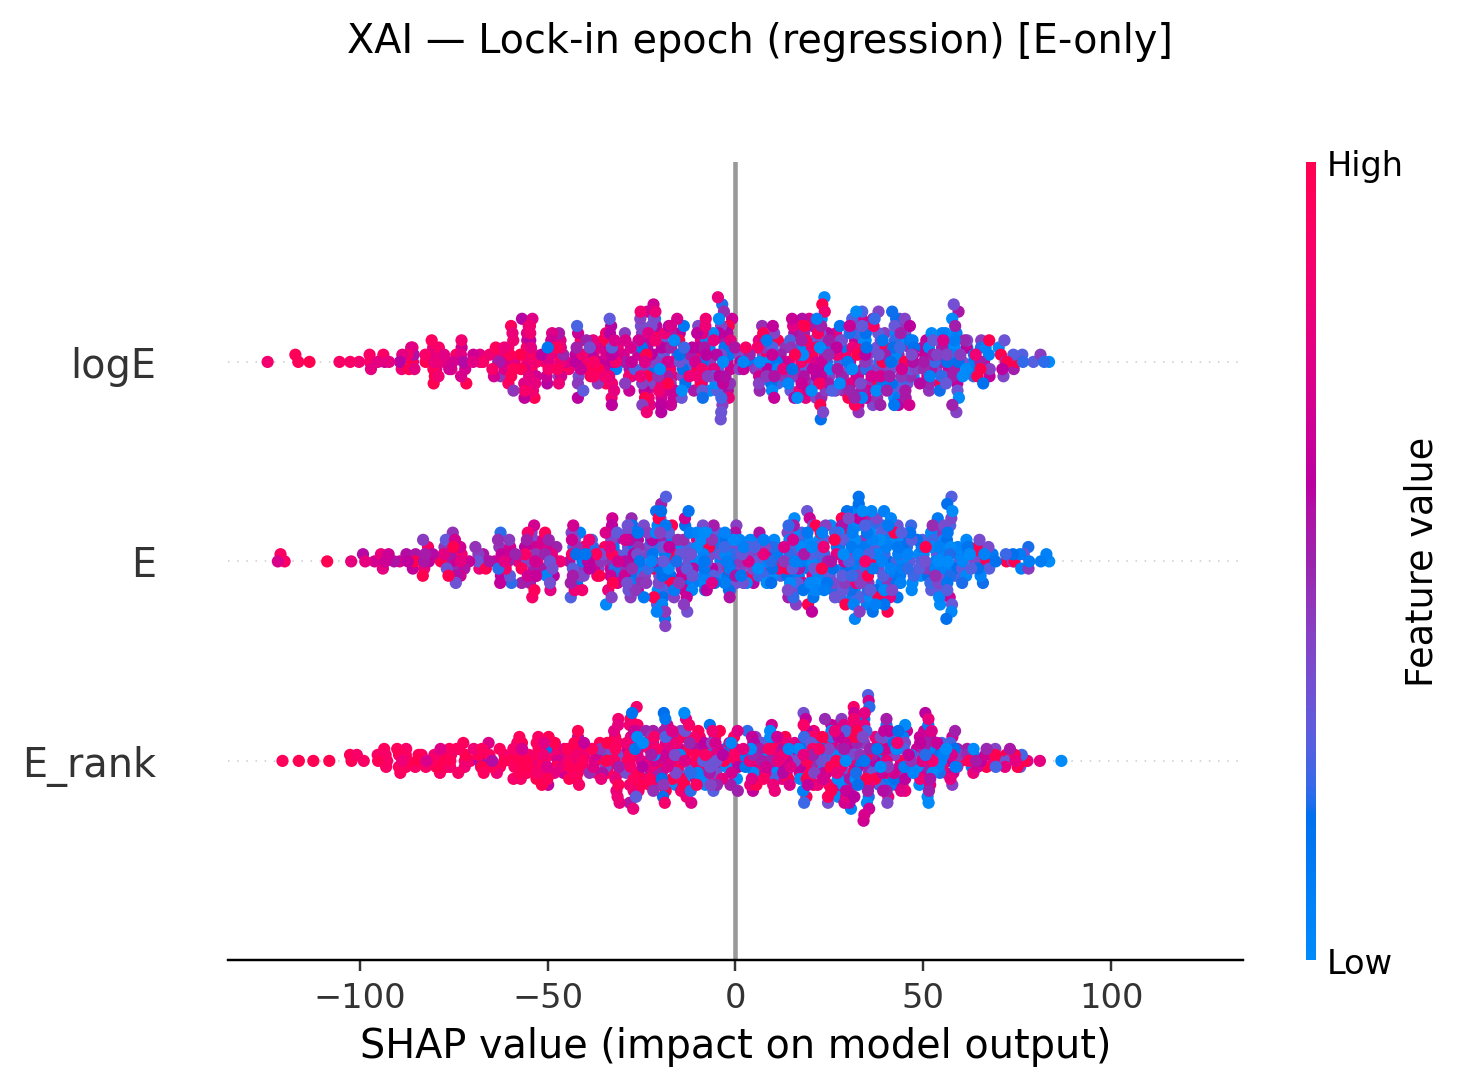 XAI — Lock-in epoch (regression) [E-only]
High
logE
E
E_rank
Feature value
Low
−100
−50
0
50
100
SHAP value (impact on model output)